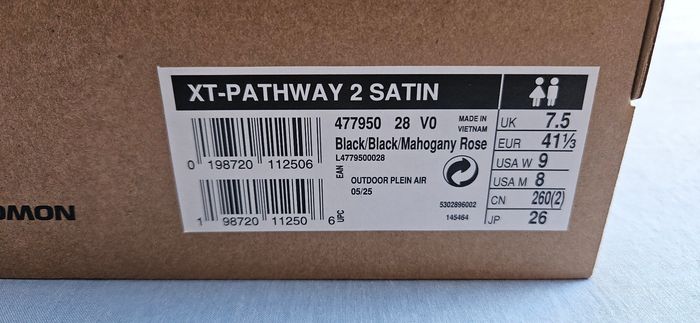 XT-PATHWAY 2 SATIN
477950 28 V0
MADE IN
VIETNAM
Black/Black/Mahogany Rose
L4779500028
EAN
0 198720 112506
OUTDOOR PLEIN AIR
05/25
5302896002
145464
1 98720 11250 6
UPC
UK 7.5
EUR 41⅓
USA W 9
USA M 8
CN 260(2)
JP 26
OMON